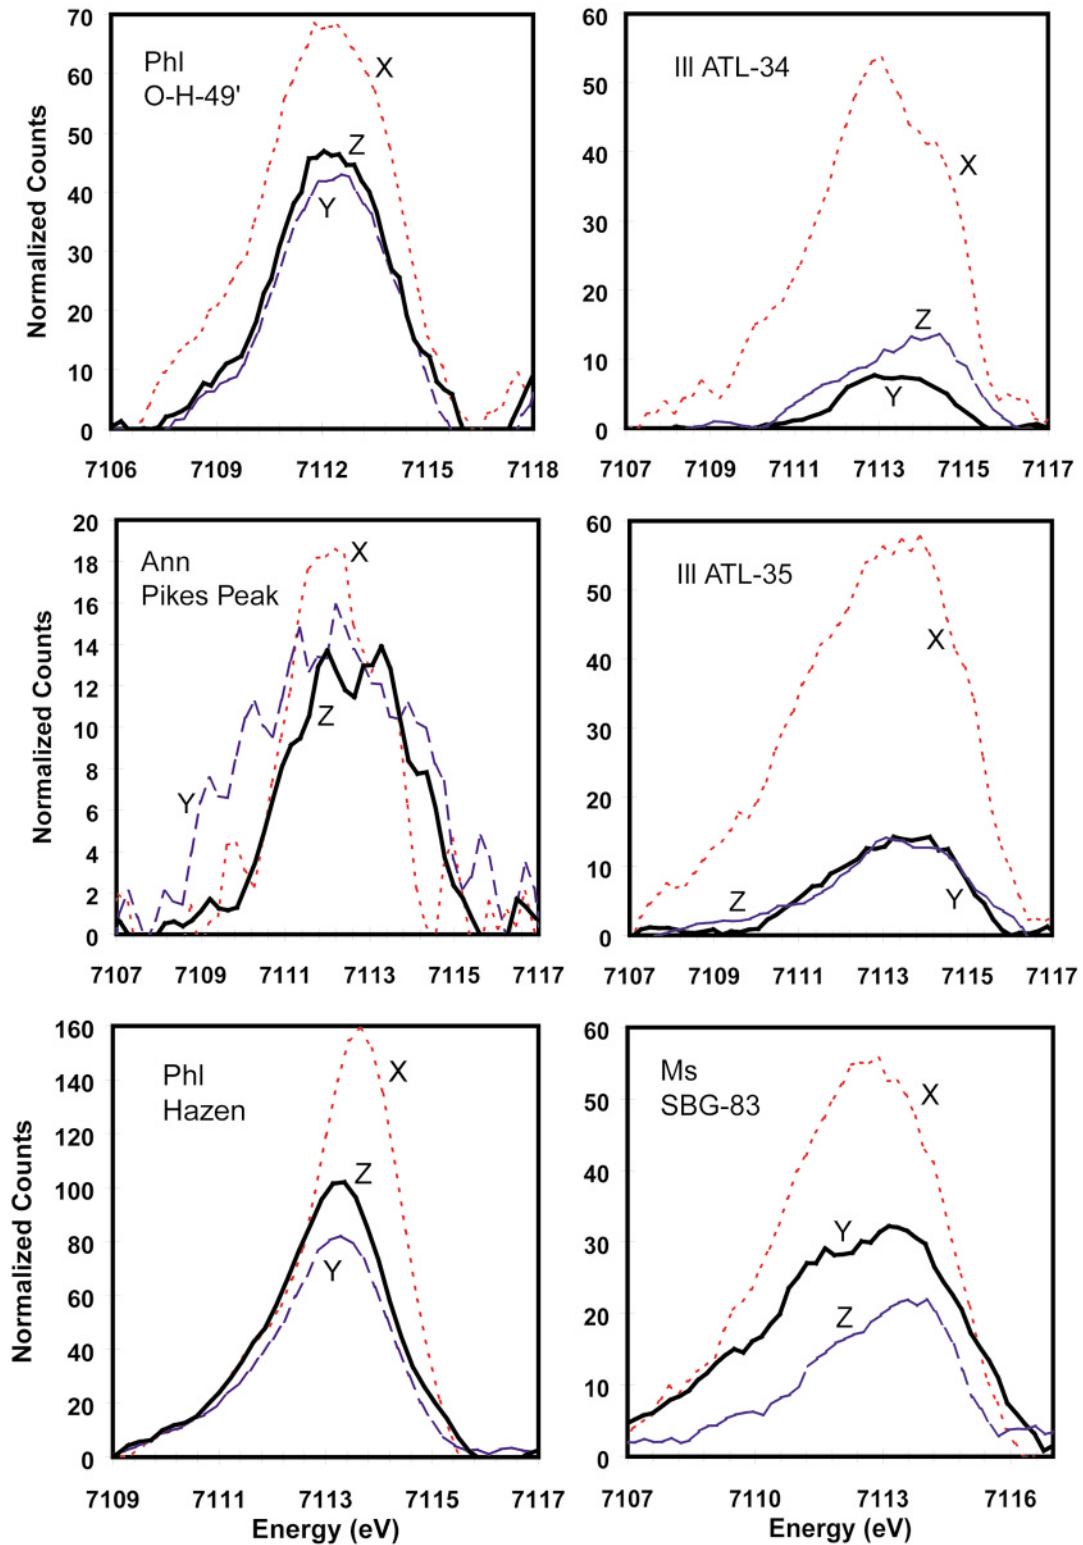 Normalized Counts
70
60
50
40
30
20
10
0
Phl
O-H-49'
X
Z
Y
7106 7109 7112 7115 7118
60
50
40
30
20
10
0
Ill ATL-34
X
Z
Y
7107 7109 7111 7113 7115 7117
Normalized Counts
20
18
16
14
12
10
8
6
4
2
0
Ann
Pikes Peak
X
Z
Y
7107 7109 7111 7113 7115 7117
60
50
40
30
20
10
0
Ill ATL-35
X
Z
Y
7107 7109 7111 7113 7115 7117
Normalized Counts
160
140
120
100
80
60
40
20
0
Phl
Hazen
X
Z
Y
7109 7111 7113 7115 7117
Energy (eV)
60
50
40
30
20
10
0
Ms
SBG-83
X
Y
Z
7107 7110 7113 7116
Energy (eV)